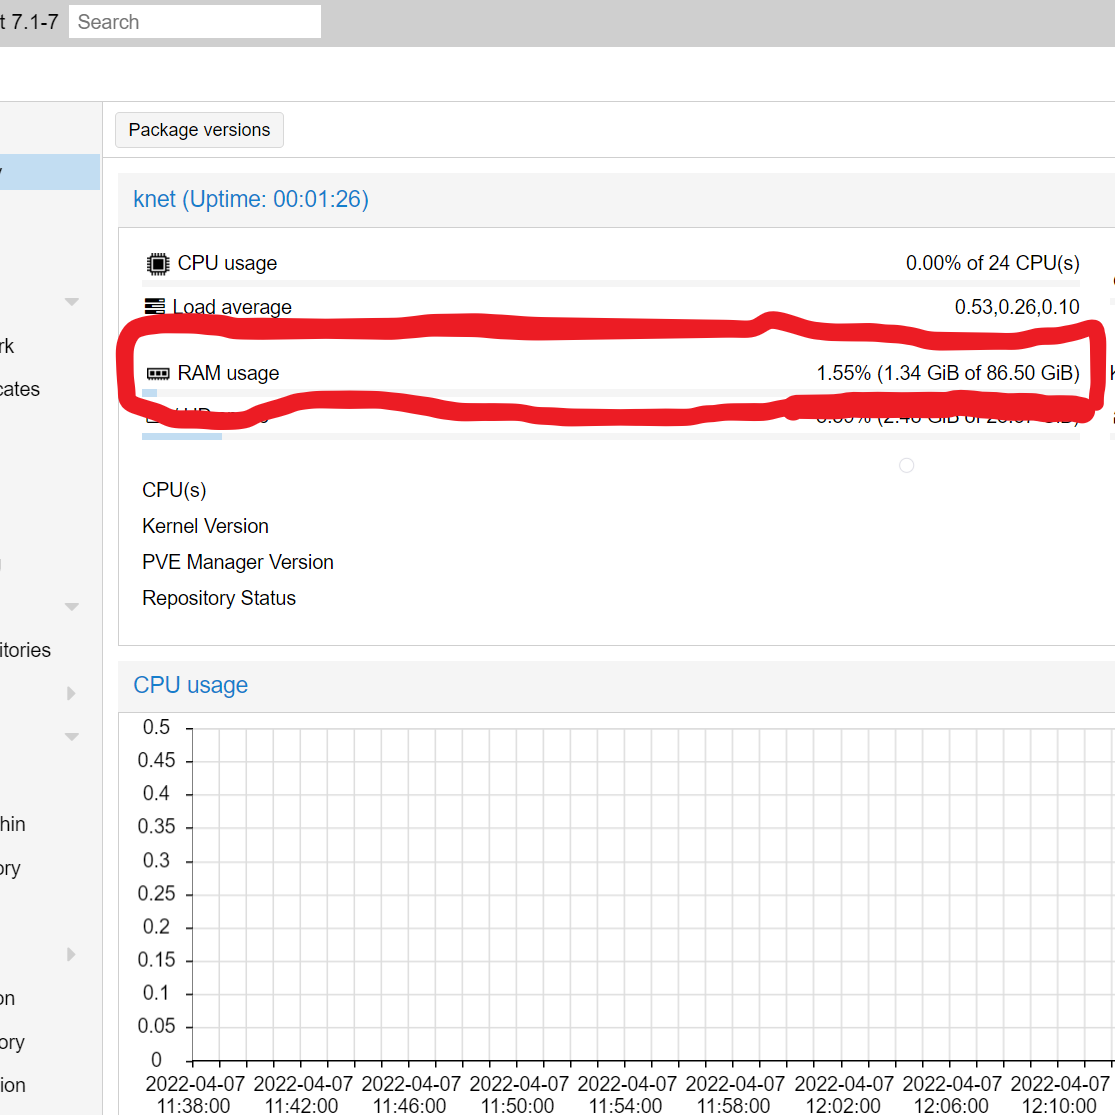 t 7.1-7 Search
Package versions
knet (Uptime: 00:01:26)
CPU usage 0.00% of 24 CPU(s)
Load average 0.53,0.26,0.10
rk
RAM usage 1.55% (1.34 GiB of 86.50 GiB)
cates
CPU(s)
Kernel Version
PVE Manager Version
Repository Status
itories
CPU usage
0.5
0.45
0.4
0.35
0.3
0.25
0.2
0.15
0.1
0.05
0
hin
ory
on
ory
ion
2022-04-07 2022-04-07 2022-04-07 2022-04-07 2022-04-07 2022-04-07 2022-04-07 2022-04-07 2022-04-07
11:38:00 11:42:00 11:46:00 11:50:00 11:54:00 11:58:00 12:02:00 12:06:00 12:10:00